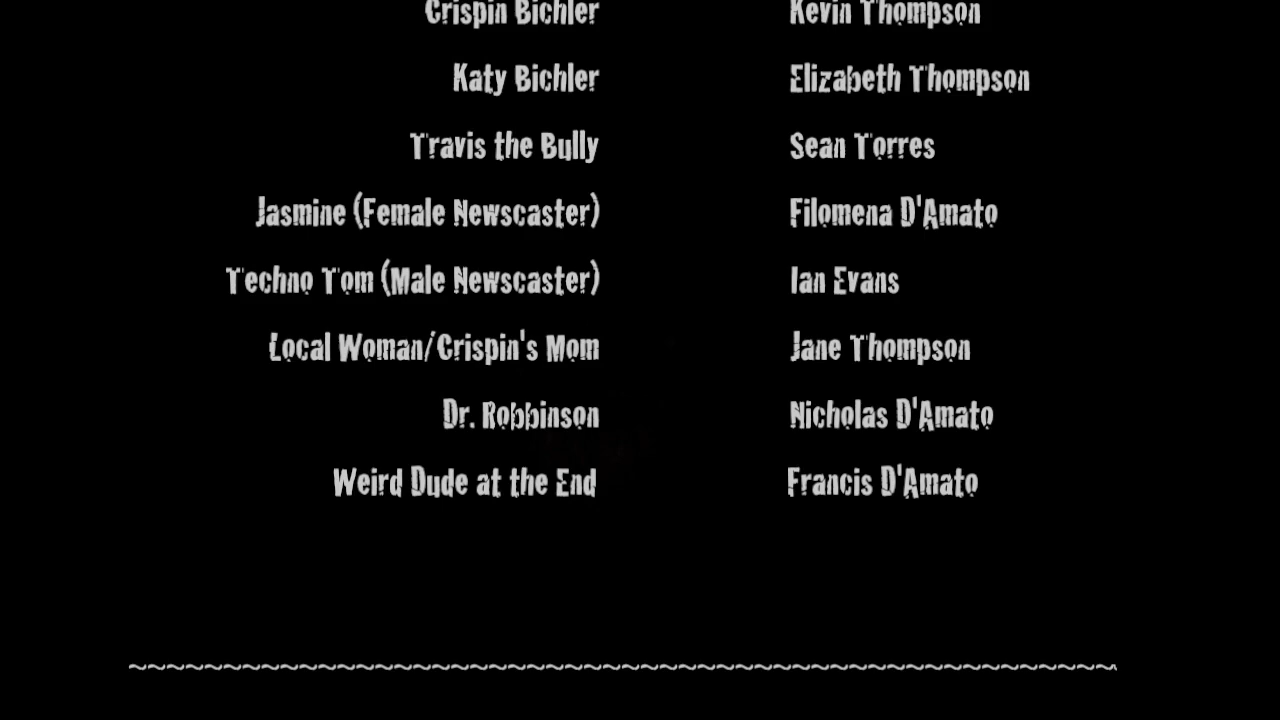 Crispin Bichler Kevin Thompson
Katy Bichler Elizabeth Thompson
Travis the Bully Sean Torres
Jasmine (Female Newscaster) Filomena D'Amato
Techno Tom (Male Newscaster) Ian Evans
Local Woman/Crispin's Mom Jane Thompson
Dr. Robbinson Nicholas D'Amato
Weird Dude at the End Francis D'Amato
~~~~~~~~~~~~~~~~~~~~~~~~~~~~~~~~~~~~~~~~~~~~~~~~~~~~